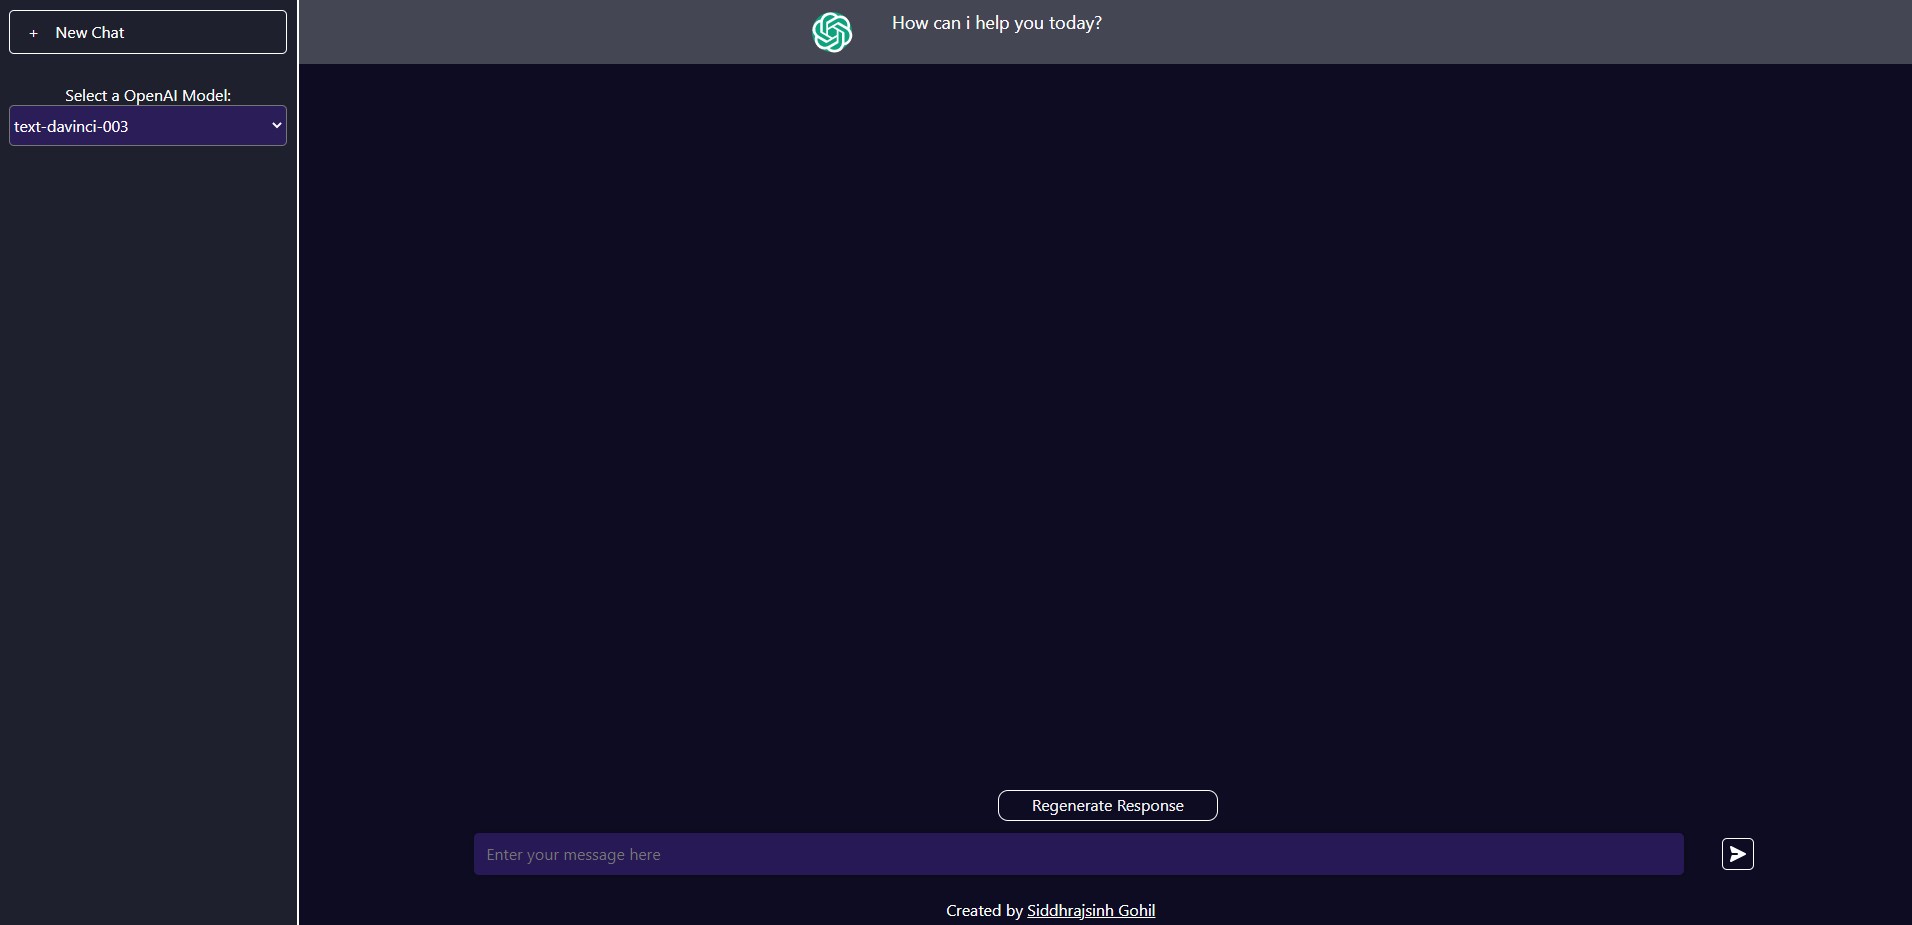 + New Chat
Select a OpenAI Model:
text-davinci-003
How can i help you today?
Regenerate Response
Enter your message here
Created by Siddhrajsinh Gohil